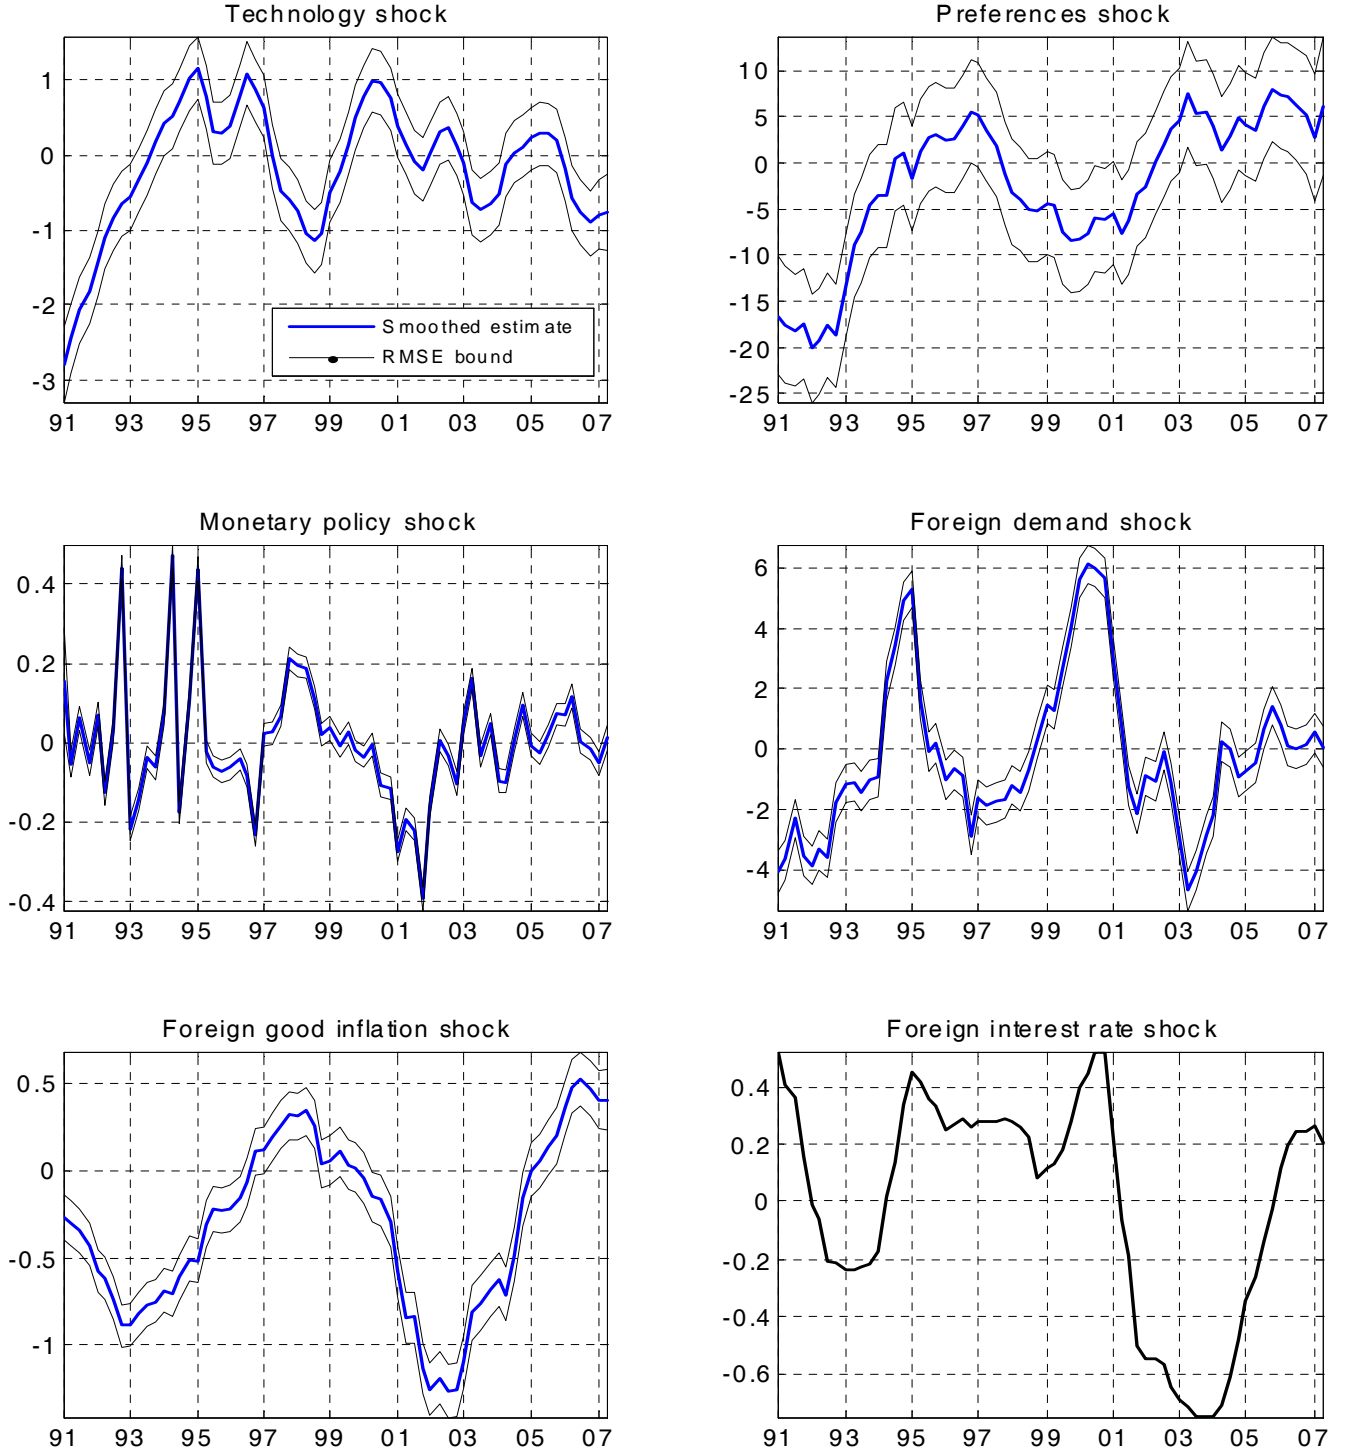 Technology shock
1
0
-1
-2
-3
Smoothed estimate
RMSE bound
91 93 95 97 99 01 03 05 07
Preferences shock
10
5
0
-5
-10
-15
-20
-25
91 93 95 97 99 01 03 05 07
Monetary policy shock
0.4
0.2
0
-0.2
-0.4
91 93 95 97 99 01 03 05 07
Foreign demand shock
6
4
2
0
-2
-4
91 93 95 97 99 01 03 05 07
Foreign good inflation shock
0.5
0
-0.5
-1
91 93 95 97 99 01 03 05 07
Foreign interest rate shock
0.4
0.2
0
-0.2
-0.4
-0.6
91 93 95 97 99 01 03 05 07